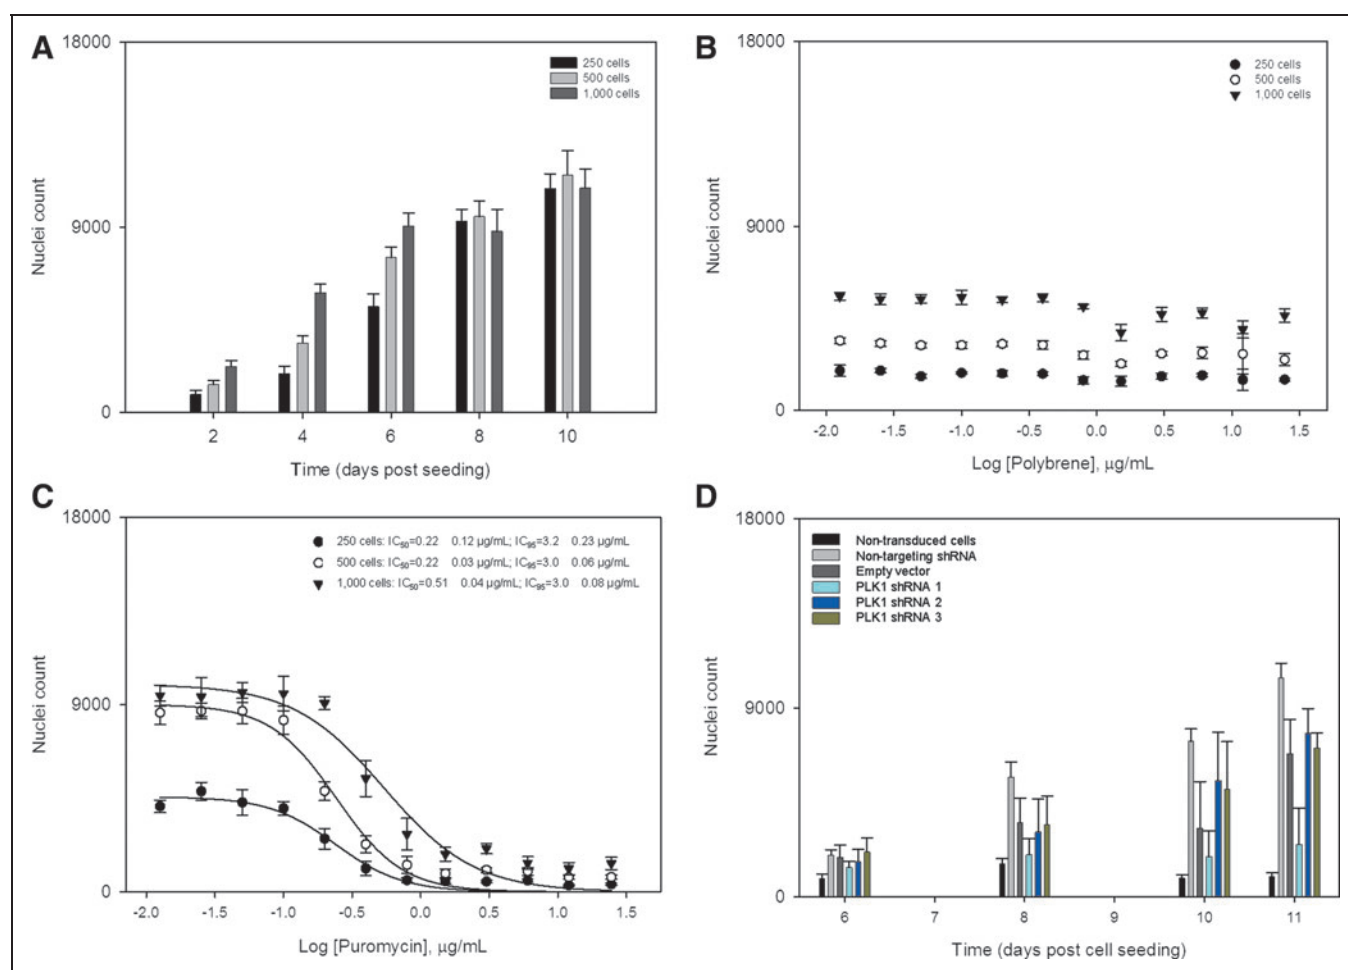 A
18000
9000
0
Nuclei count
250 cells
500 cells
1,000 cells
2 4 6 8 10
Time (days post seeding)
B
18000
9000
0
Nuclei count
250 cells
500 cells
1,000 cells
-2.0 -1.5 -1.0 -0.5 0.0 0.5 1.0 1.5
Log [Polybrene], μg/mL
C
18000
9000
0
Nuclei count
250 cells: IC50=0.22 0.12 μg/mL; IC95=3.2 0.23 μg/mL
500 cells: IC50=0.22 0.03 μg/mL; IC95=3.0 0.06 μg/mL
1,000 cells: IC50=0.51 0.04 μg/mL; IC95=3.0 0.08 μg/mL
-2.0 -1.5 -1.0 -0.5 0.0 0.5 1.0 1.5
Log [Puromycin], μg/mL
D
18000
9000
0
Nuclei count
Non-transduced cells
Non-targeting shRNA
Empty vector
PLK1 shRNA 1
PLK1 shRNA 2
PLK1 shRNA 3
6 7 8 9 10 11
Time (days post cell seeding)